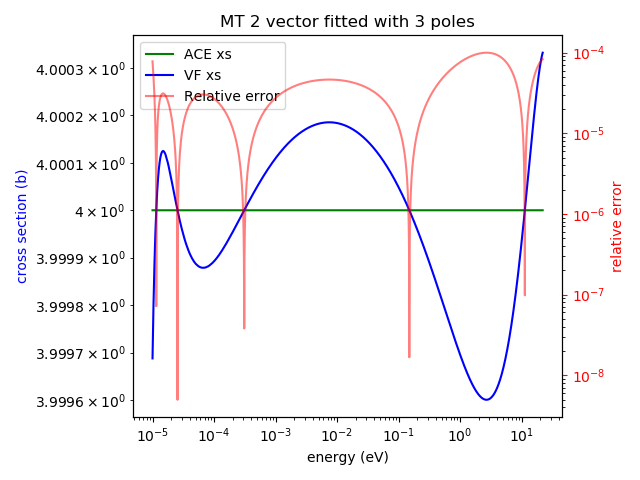 MT 2 vector fitted with 3 poles
ACE xs
VF xs
Relative error
4.0003 × 10⁰
4.0002 × 10⁰
4.0001 × 10⁰
4 × 10⁰
3.9999 × 10⁰
3.9998 × 10⁰
3.9997 × 10⁰
3.9996 × 10⁰
cross section (b)
10⁻⁴
10⁻⁵
10⁻⁶
10⁻⁷
10⁻⁸
relative error
10⁻⁵ 10⁻⁴ 10⁻³ 10⁻² 10⁻¹ 10⁰ 10¹
energy (eV)